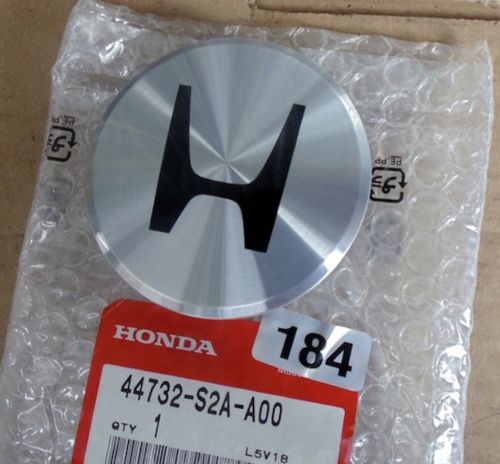 PE.PP
PE.PP
HONDA
184
44732-S2A-A00
QTY 1
L5V18